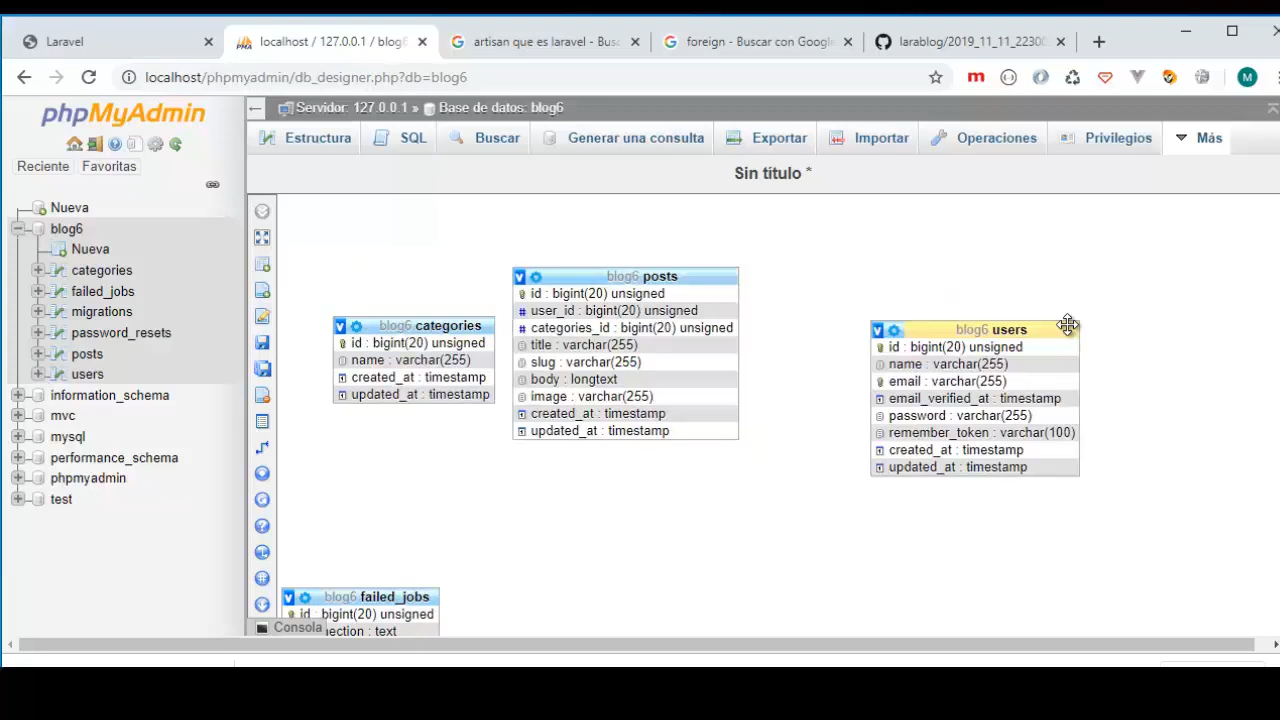 Laravel
localhost / 127.0.0.1 / blog6
artisan que es laravel - Bus
foreign - Buscar con Google
larablog/2019_11_11_22300
localhost/phpmyadmin/db_designer.php?db=blog6
m
M
phpMyAdmin
Reciente
Favoritas
Nueva
blog6
Nueva
categories
failed_jobs
migrations
password_resets
posts
users
information_schema
mvc
mysql
performance_schema
phpmyadmin
test
Servidor: 127.0.0.1 » Base de datos: blog6
Estructura
SQL
Buscar
Generar una consulta
Exportar
Importar
Operaciones
Privilegios
Más
Sin título *
blog6 categories
id : bigint(20) unsigned
name : varchar(255)
created_at : timestamp
updated_at : timestamp
blog6 posts
id : bigint(20) unsigned
user_id : bigint(20) unsigned
categories_id : bigint(20) unsigned
title : varchar(255)
slug : varchar(255)
body : longtext
image : varchar(255)
created_at : timestamp
updated_at : timestamp
blog6 users
id : bigint(20) unsigned
name : varchar(255)
email : varchar(255)
email_verified_at : timestamp
password : varchar(255)
remember_token : varchar(100)
created_at : timestamp
updated_at : timestamp
blog6 failed_jobs
id : bigint(20) unsigned
nection : text
Consola